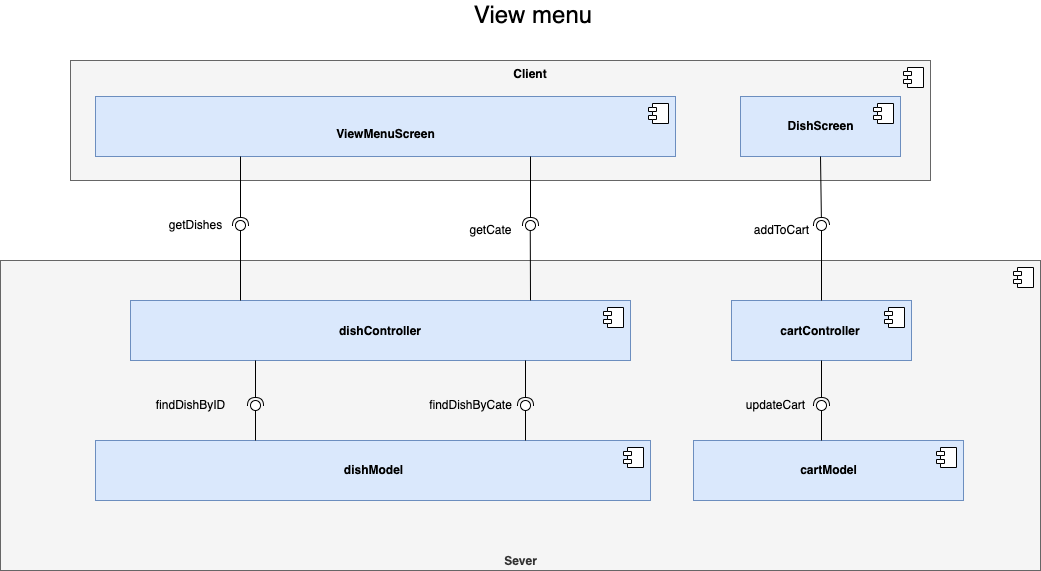 View menu
Client
ViewMenuScreen
DishScreen
getDishes
getCate
addToCart
dishController
cartController
findDishByID
findDishByCate
updateCart
dishModel
cartModel
Sever